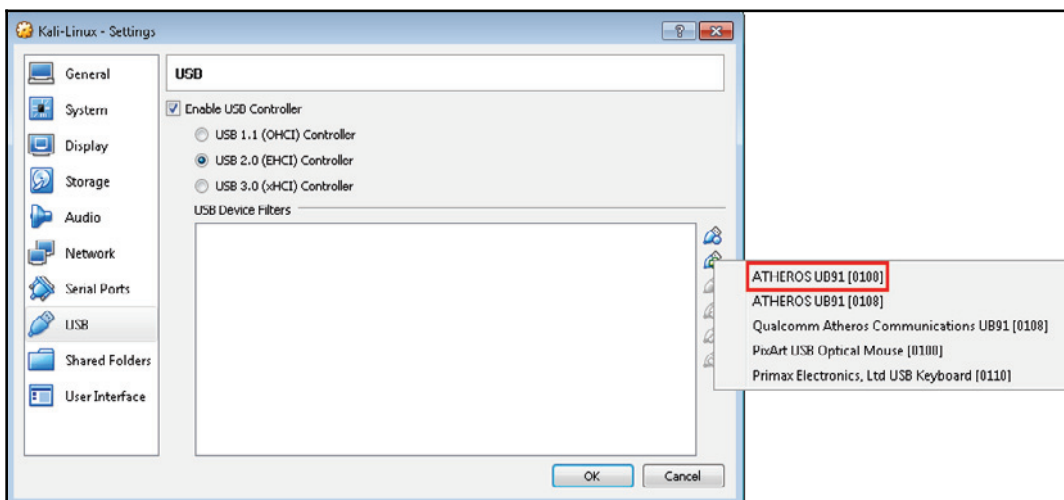 Kali-Linux - Settings
General
System
Display
Storage
Audio
Network
Serial Ports
USB
Shared Folders
User Interface
USB
Enable USB Controller
USB 1.1 (OHCI) Controller
USB 2.0 (EHCI) Controller
USB 3.0 (xHCI) Controller
USB Device Filters
ATHEROS UB91 [0100]
ATHEROS UB91 [0108]
Qualcomm Atheros Communications UB91 [0108]
PixArt USB Optical Mouse [0100]
Primax Electronics, Ltd USB Keyboard [0110]
OK
Cancel